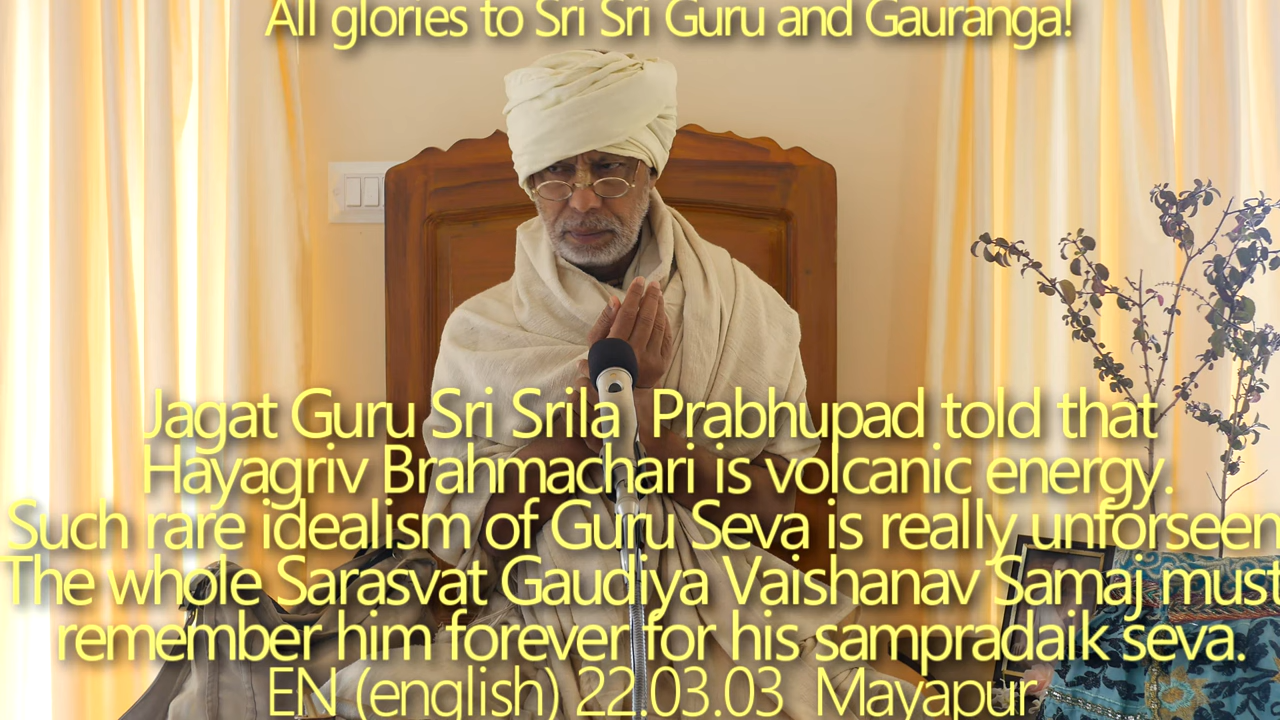 All glories to Sri Sri Guru and Gauranga!
Jagat Guru Sri Srila Prabhupad told that
Hayagriv Brahmachari is volcanic energy.
Such rare idealism of Guru Seva is really unforseen
The whole Sarasvat Gaudiya Vaishanav Samaj must
remember him forever for his sampradaik seva.
EN (english) 22.03.03 Mayapur